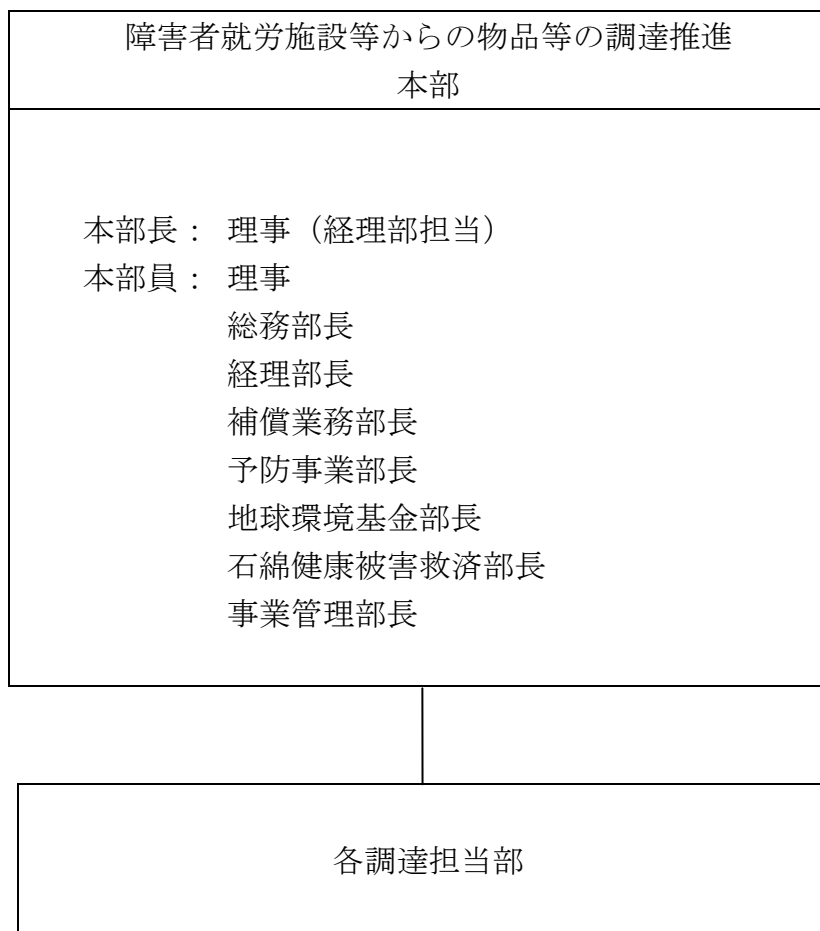 障害者就労施設等からの物品等の調達推進
本部
本部長： 理事（経理部担当）
本部員： 理事
総務部長
経理部長
補償業務部長
予防事業部長
地球環境基金部長
石綿健康被害救済部長
事業管理部長
各調達担当部